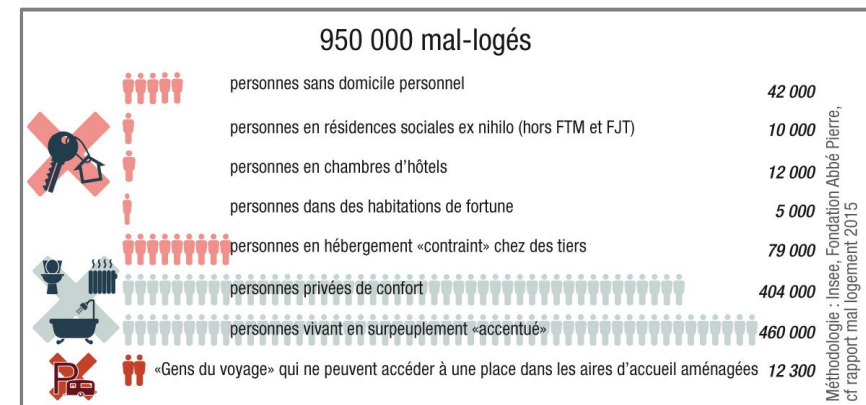 950 000 mal-logés
personnes sans domicile personnel 42 000
personnes en résidences sociales ex nihilo (hors FTM et FJT) 10 000
personnes en chambres d’hôtels 12 000
personnes dans des habitations de fortune 5 000
personnes en hébergement «contraint» chez des tiers 79 000
personnes privées de confort 404 000
personnes vivant en surpeuplement «accentué» 460 000
«Gens du voyage» qui ne peuvent accéder à une place dans les aires d’accueil aménagées 12 300
P
Méthodologie : Insee, Fondation Abbé Pierre,
cf rapport mal logement 2015